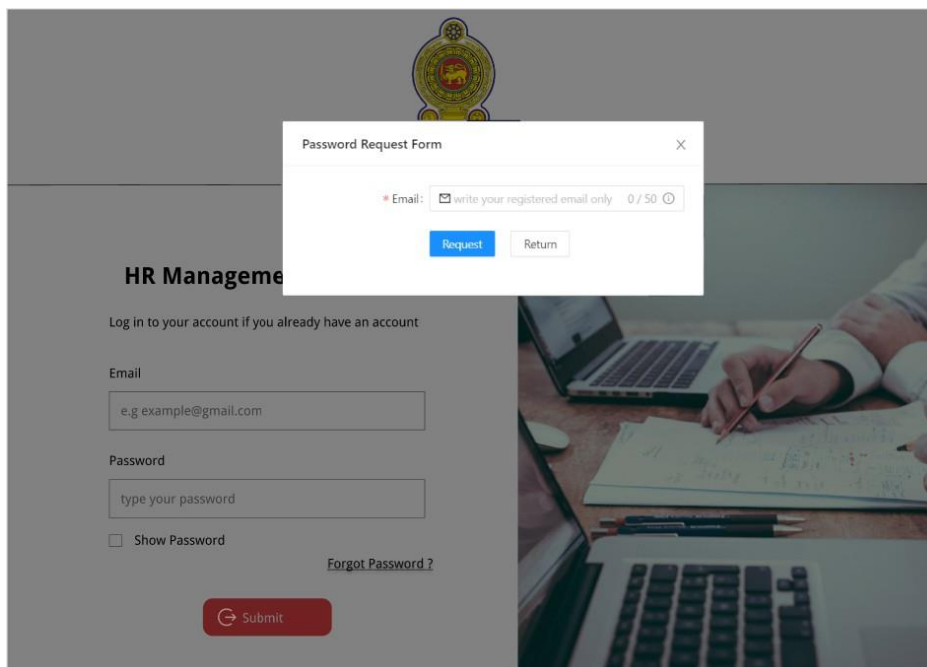 Password Request Form
* Email: write your registered email only 0 / 50
Request Return
HR Manageme
Log in to your account if you already have an account
Email
e.g example@gmail.com
Password
type your password
Show Password
Forgot Password ?
Submit